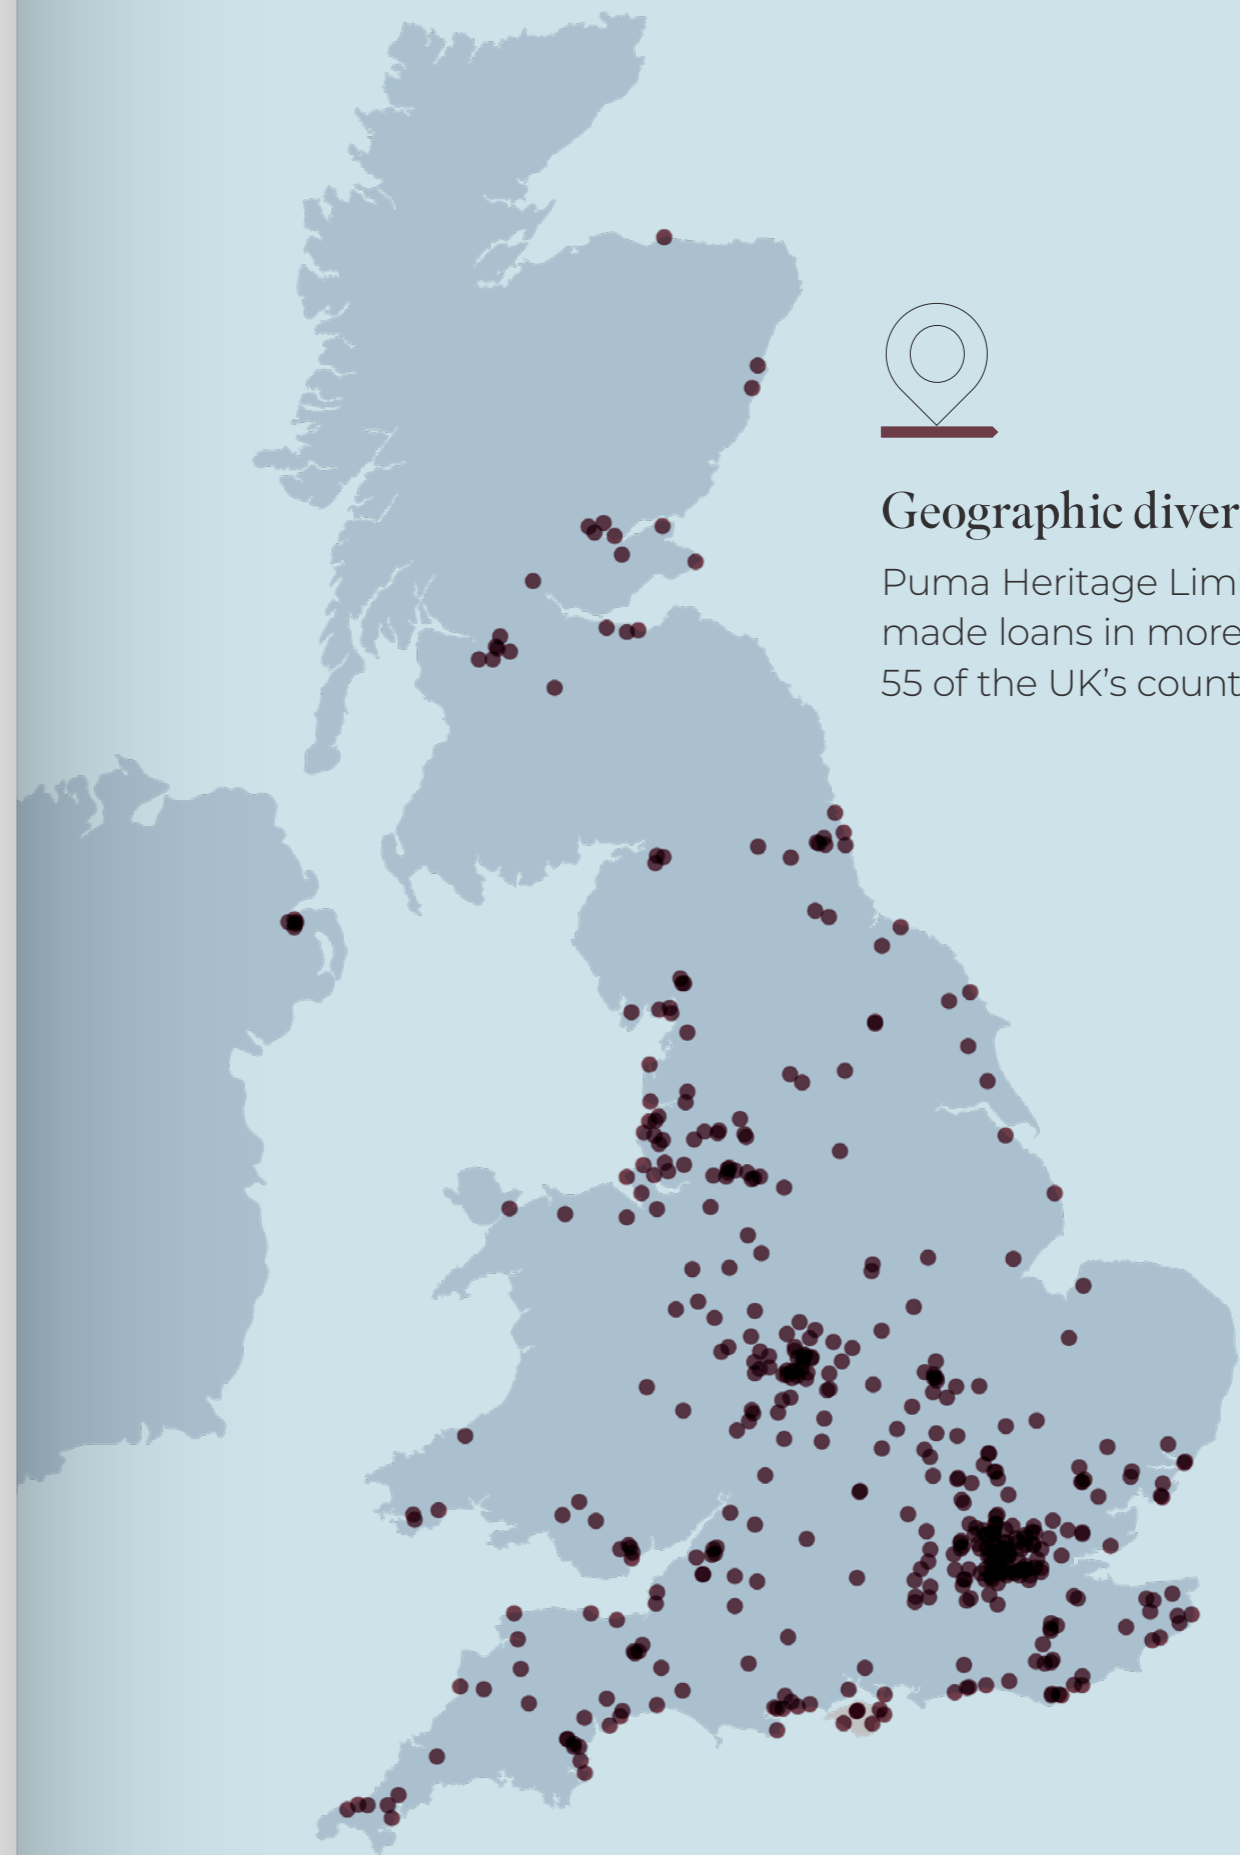 Geographic diver
Puma Heritage Lim
made loans in more
55 of the UK's count